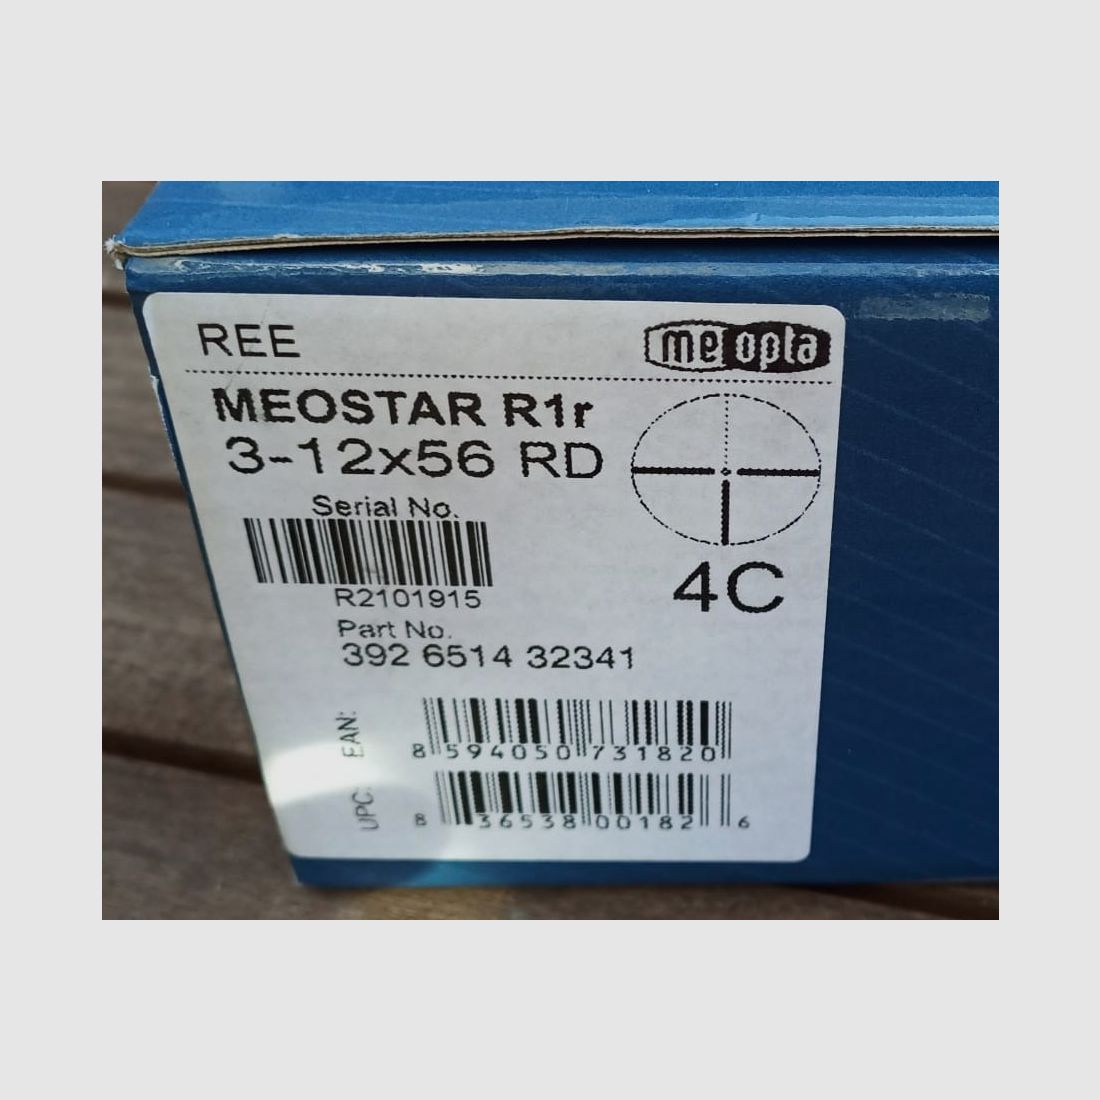 REE
meopta
MEOSTAR R1r
3-12x56 RD
Serial No.
R2101915
4C
Part No.
392 6514 32341
EAN:
8 594050 731820
UPC:
8 36538 00182 6